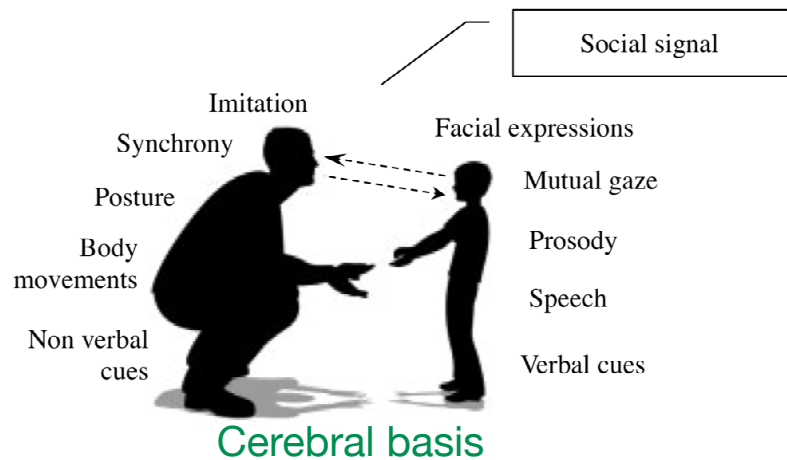 Social signal
Imitation
Facial expressions
Synchrony
Mutual gaze
Posture
Prosody
Body
movements
Speech
Non verbal
cues
Verbal cues
Cerebral basis